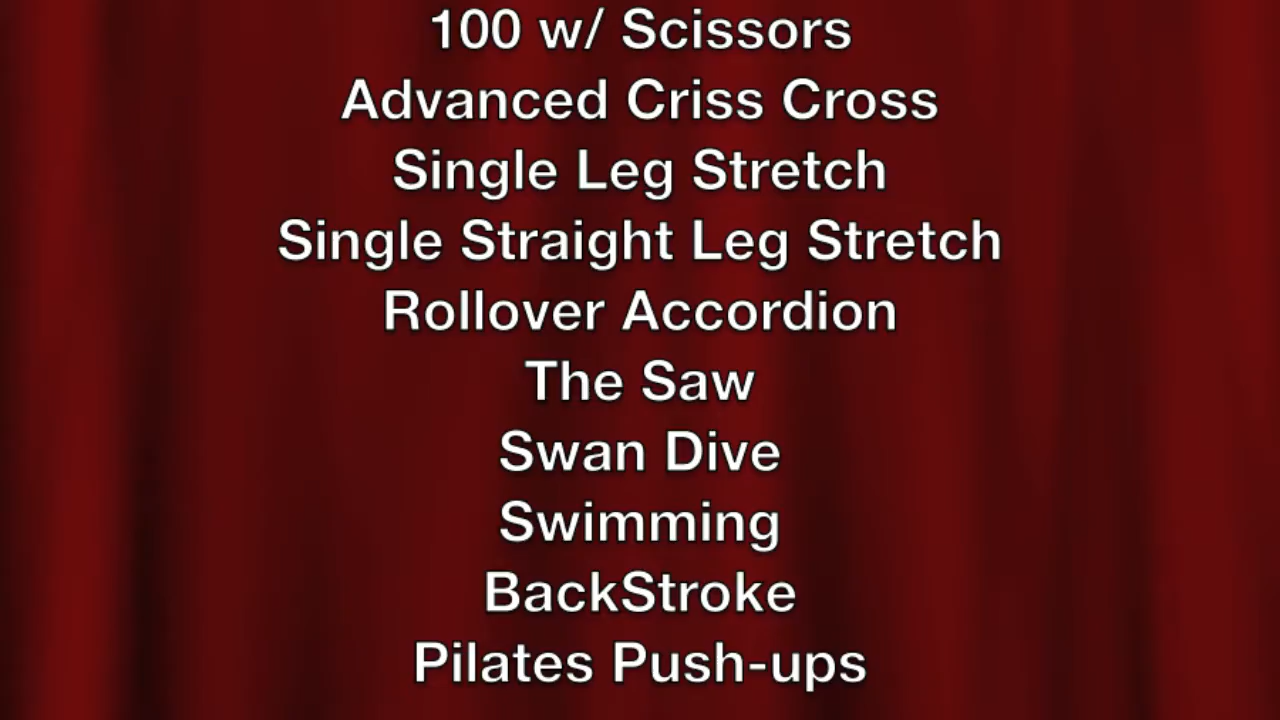 100 w/ Scissors
Advanced Criss Cross
Single Leg Stretch
Single Straight Leg Stretch
Rollover Accordion
The Saw
Swan Dive
Swimming
BackStroke
Pilates Push-ups